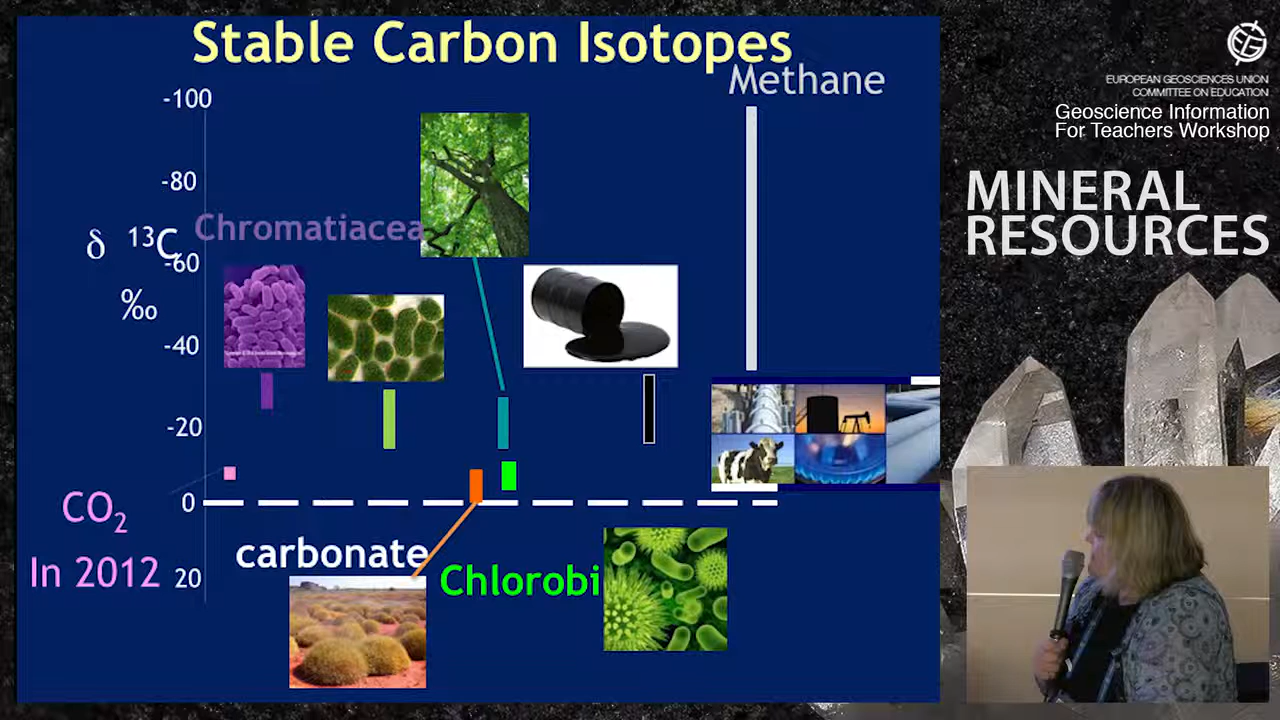 Stable Carbon Isotopes
Methane
-100
-80
Chromatiacea
δ ¹³C
-60
‰
-40
-20
0
CO₂
In 2012
20
carbonate
Chlorobi
EUROPEAN GEOSCIENCES UNION
COMMITTEE ON EDUCATION
Geoscience Information
For Teachers Workshop
MINERAL
RESOURCES